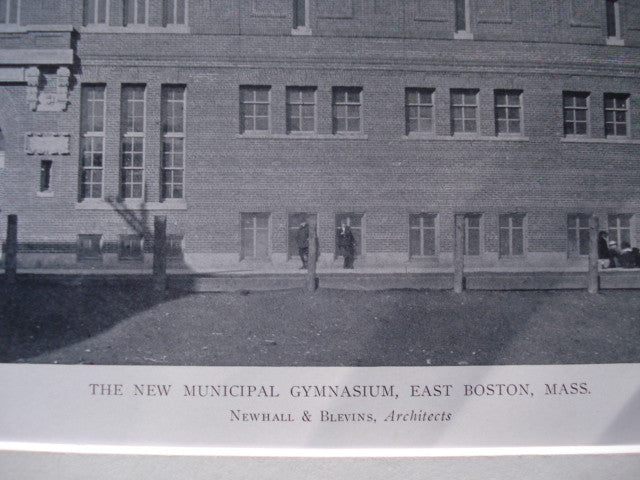 THE NEW MUNICIPAL GYMNASIUM, EAST BOSTON, MASS.
NEWHALL & BLEVINS, Architects